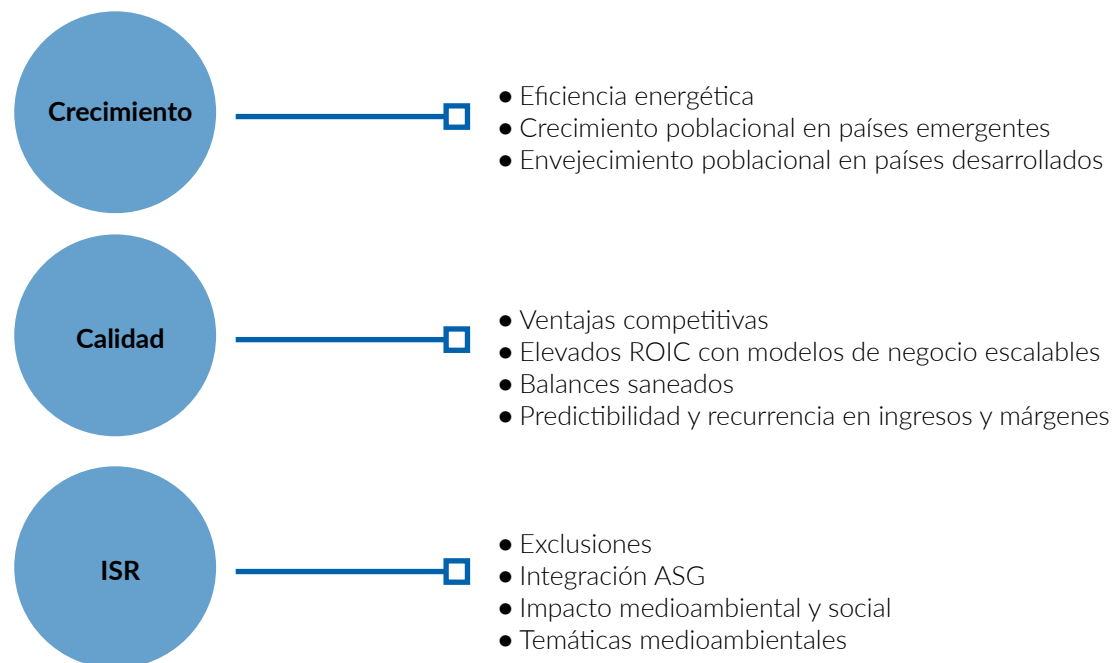 Crecimiento
● Eficiencia energética
● Crecimiento poblacional en países emergentes
● Envejecimiento poblacional en países desarrollados
Calidad
● Ventajas competitivas
● Elevados ROIC con modelos de negocio escalables
● Balances saneados
● Predictibilidad y recurrencia en ingresos y márgenes
ISR
● Exclusiones
● Integración ASG
● Impacto medioambiental y social
● Temáticas medioambientales